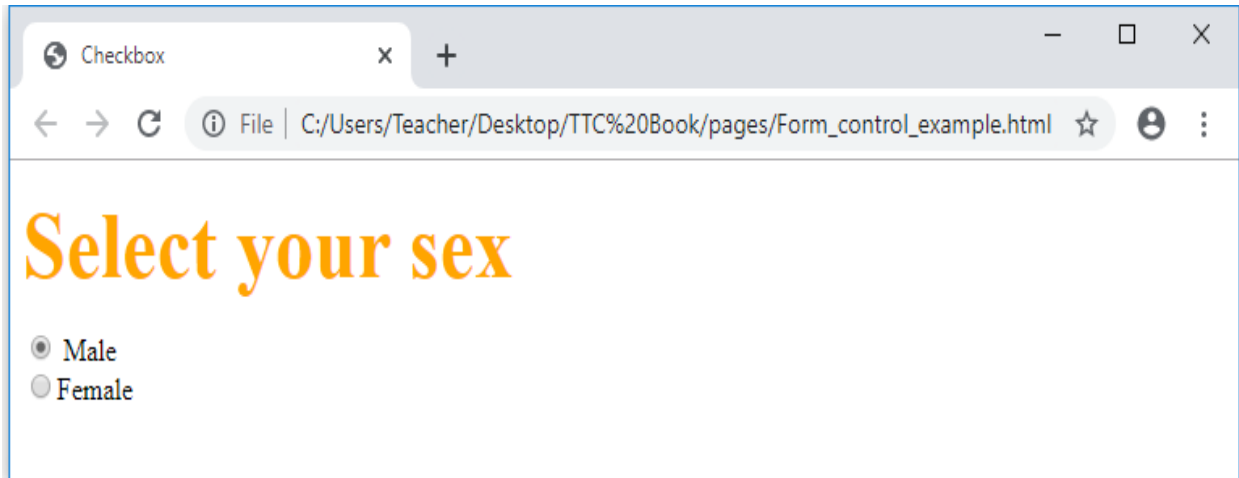 Checkbox
File | C:/Users/Teacher/Desktop/TTC%20Book/pages/Form_control_example.html
Select your sex
Male
Female